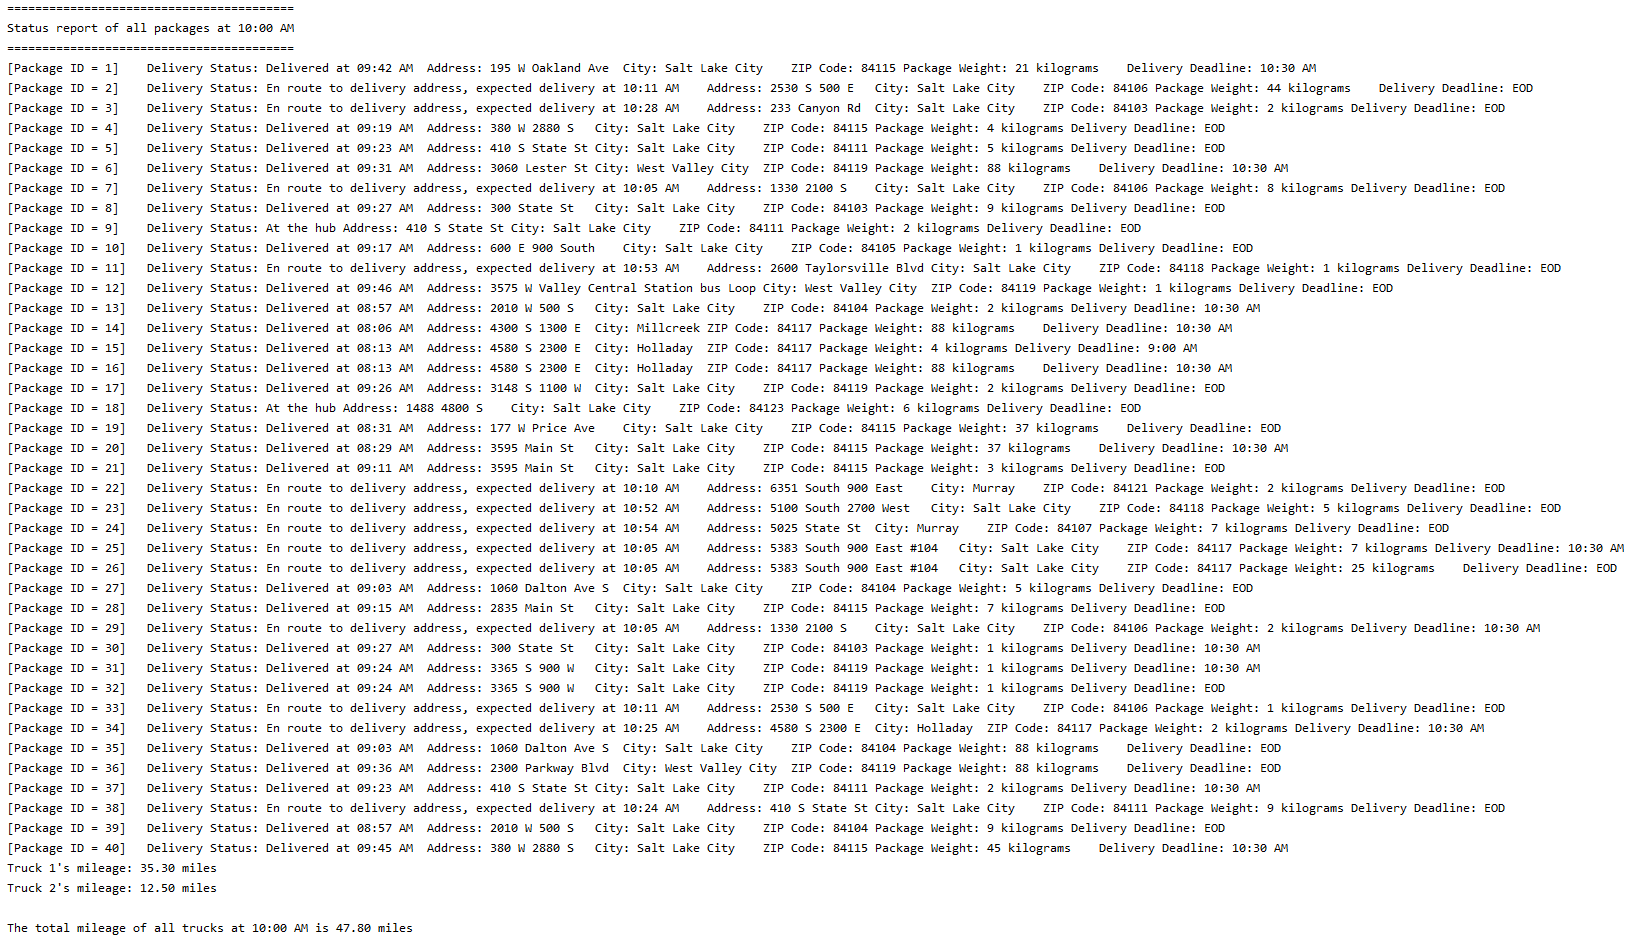 =========================================
Status report of all packages at 10:00 AM
=========================================
[Package ID = 1]    Delivery Status: Delivered at 09:42 AM  Address: 195 W Oakland Ave  City: Salt Lake City    ZIP Code: 84115 Package Weight: 21 kilograms    Delivery Deadline: 10:30 AM
[Package ID = 2]    Delivery Status: En route to delivery address, expected delivery at 10:11 AM    Address: 2530 S 500 E   City: Salt Lake City    ZIP Code: 84106 Package Weight: 44 kilograms    Delivery Deadline: EOD
[Package ID = 3]    Delivery Status: En route to delivery address, expected delivery at 10:28 AM    Address: 233 Canyon Rd  City: Salt Lake City    ZIP Code: 84103 Package Weight: 2 kilograms Delivery Deadline: EOD
[Package ID = 4]    Delivery Status: Delivered at 09:19 AM  Address: 380 W 2880 S   City: Salt Lake City    ZIP Code: 84115 Package Weight: 4 kilograms Delivery Deadline: EOD
[Package ID = 5]    Delivery Status: Delivered at 09:23 AM  Address: 410 S State St City: Salt Lake City    ZIP Code: 84111 Package Weight: 5 kilograms Delivery Deadline: EOD
[Package ID = 6]    Delivery Status: Delivered at 09:31 AM  Address: 3060 Lester St City: West Valley City  ZIP Code: 84119 Package Weight: 88 kilograms    Delivery Deadline: 10:30 AM
[Package ID = 7]    Delivery Status: En route to delivery address, expected delivery at 10:05 AM    Address: 1330 2100 S    City: Salt Lake City    ZIP Code: 84106 Package Weight: 8 kilograms Delivery Deadline: EOD
[Package ID = 8]    Delivery Status: Delivered at 09:27 AM  Address: 300 State St   City: Salt Lake City    ZIP Code: 84103 Package Weight: 9 kilograms Delivery Deadline: EOD
[Package ID = 9]    Delivery Status: At the hub Address: 410 S State St City: Salt Lake City    ZIP Code: 84111 Package Weight: 2 kilograms Delivery Deadline: EOD
[Package ID = 10]   Delivery Status: Delivered at 09:17 AM  Address: 600 E 900 South    City: Salt Lake City    ZIP Code: 84105 Package Weight: 1 kilograms Delivery Deadline: EOD
[Package ID = 11]   Delivery Status: En route to delivery address, expected delivery at 10:53 AM    Address: 2600 Taylorsville Blvd City: Salt Lake City    ZIP Code: 84118 Package Weight: 1 kilograms Delivery Deadline: EOD
[Package ID = 12]   Delivery Status: Delivered at 09:46 AM  Address: 3575 W Valley Central Station bus Loop City: West Valley City  ZIP Code: 84119 Package Weight: 1 kilograms Delivery Deadline: EOD
[Package ID = 13]   Delivery Status: Delivered at 08:57 AM  Address: 2010 W 500 S   City: Salt Lake City    ZIP Code: 84104 Package Weight: 2 kilograms Delivery Deadline: 10:30 AM
[Package ID = 14]   Delivery Status: Delivered at 08:06 AM  Address: 4300 S 1300 E  City: Millcreek ZIP Code: 84117 Package Weight: 88 kilograms    Delivery Deadline: 10:30 AM
[Package ID = 15]   Delivery Status: Delivered at 08:13 AM  Address: 4580 S 2300 E  City: Holladay  ZIP Code: 84117 Package Weight: 4 kilograms Delivery Deadline: 9:00 AM
[Package ID = 16]   Delivery Status: Delivered at 08:13 AM  Address: 4580 S 2300 E  City: Holladay  ZIP Code: 84117 Package Weight: 88 kilograms    Delivery Deadline: 10:30 AM
[Package ID = 17]   Delivery Status: Delivered at 09:26 AM  Address: 3148 S 1100 W  City: Salt Lake City    ZIP Code: 84119 Package Weight: 2 kilograms Delivery Deadline: EOD
[Package ID = 18]   Delivery Status: At the hub Address: 1488 4800 S    City: Salt Lake City    ZIP Code: 84123 Package Weight: 6 kilograms Delivery Deadline: EOD
[Package ID = 19]   Delivery Status: Delivered at 08:31 AM  Address: 177 W Price Ave    City: Salt Lake City    ZIP Code: 84115 Package Weight: 37 kilograms    Delivery Deadline: EOD
[Package ID = 20]   Delivery Status: Delivered at 08:29 AM  Address: 3595 Main St   City: Salt Lake City    ZIP Code: 84115 Package Weight: 37 kilograms    Delivery Deadline: 10:30 AM
[Package ID = 21]   Delivery Status: Delivered at 09:11 AM  Address: 3595 Main St   City: Salt Lake City    ZIP Code: 84115 Package Weight: 3 kilograms Delivery Deadline: EOD
[Package ID = 22]   Delivery Status: En route to delivery address, expected delivery at 10:10 AM    Address: 6351 South 900 East    City: Murray    ZIP Code: 84121 Package Weight: 2 kilograms Delivery Deadline: EOD
[Package ID = 23]   Delivery Status: En route to delivery address, expected delivery at 10:52 AM    Address: 5100 South 2700 West   City: Salt Lake City    ZIP Code: 84118 Package Weight: 5 kilograms Delivery Deadline: EOD
[Package ID = 24]   Delivery Status: En route to delivery address, expected delivery at 10:54 AM    Address: 5025 State St  City: Murray    ZIP Code: 84107 Package Weight: 7 kilograms Delivery Deadline: EOD
[Package ID = 25]   Delivery Status: En route to delivery address, expected delivery at 10:05 AM    Address: 5383 South 900 East #104   City: Salt Lake City    ZIP Code: 84117 Package Weight: 7 kilograms Delivery Deadline: 10:30 AM
[Package ID = 26]   Delivery Status: En route to delivery address, expected delivery at 10:05 AM    Address: 5383 South 900 East #104   City: Salt Lake City    ZIP Code: 84117 Package Weight: 25 kilograms    Delivery Deadline: EOD
[Package ID = 27]   Delivery Status: Delivered at 09:03 AM  Address: 1060 Dalton Ave S  City: Salt Lake City    ZIP Code: 84104 Package Weight: 5 kilograms Delivery Deadline: EOD
[Package ID = 28]   Delivery Status: Delivered at 09:15 AM  Address: 2835 Main St   City: Salt Lake City    ZIP Code: 84115 Package Weight: 7 kilograms Delivery Deadline: EOD
[Package ID = 29]   Delivery Status: En route to delivery address, expected delivery at 10:05 AM    Address: 1330 2100 S    City: Salt Lake City    ZIP Code: 84106 Package Weight: 2 kilograms Delivery Deadline: 10:30 AM
[Package ID = 30]   Delivery Status: Delivered at 09:27 AM  Address: 300 State St   City: Salt Lake City    ZIP Code: 84103 Package Weight: 1 kilograms Delivery Deadline: 10:30 AM
[Package ID = 31]   Delivery Status: Delivered at 09:24 AM  Address: 3365 S 900 W   City: Salt Lake City    ZIP Code: 84119 Package Weight: 1 kilograms Delivery Deadline: 10:30 AM
[Package ID = 32]   Delivery Status: Delivered at 09:24 AM  Address: 3365 S 900 W   City: Salt Lake City    ZIP Code: 84119 Package Weight: 1 kilograms Delivery Deadline: EOD
[Package ID = 33]   Delivery Status: En route to delivery address, expected delivery at 10:11 AM    Address: 2530 S 500 E   City: Salt Lake City    ZIP Code: 84106 Package Weight: 1 kilograms Delivery Deadline: EOD
[Package ID = 34]   Delivery Status: En route to delivery address, expected delivery at 10:25 AM    Address: 4580 S 2300 E  City: Holladay  ZIP Code: 84117 Package Weight: 2 kilograms Delivery Deadline: 10:30 AM
[Package ID = 35]   Delivery Status: Delivered at 09:03 AM  Address: 1060 Dalton Ave S  City: Salt Lake City    ZIP Code: 84104 Package Weight: 88 kilograms    Delivery Deadline: EOD
[Package ID = 36]   Delivery Status: Delivered at 09:36 AM  Address: 2300 Parkway Blvd  City: West Valley City  ZIP Code: 84119 Package Weight: 88 kilograms    Delivery Deadline: EOD
[Package ID = 37]   Delivery Status: Delivered at 09:23 AM  Address: 410 S State St City: Salt Lake City    ZIP Code: 84111 Package Weight: 2 kilograms Delivery Deadline: 10:30 AM
[Package ID = 38]   Delivery Status: En route to delivery address, expected delivery at 10:24 AM    Address: 410 S State St City: Salt Lake City    ZIP Code: 84111 Package Weight: 9 kilograms Delivery Deadline: EOD
[Package ID = 39]   Delivery Status: Delivered at 08:57 AM  Address: 2010 W 500 S   City: Salt Lake City    ZIP Code: 84104 Package Weight: 9 kilograms Delivery Deadline: EOD
[Package ID = 40]   Delivery Status: Delivered at 09:45 AM  Address: 380 W 2880 S   City: Salt Lake City    ZIP Code: 84115 Package Weight: 45 kilograms    Delivery Deadline: 10:30 AM
Truck 1's mileage: 35.30 miles
Truck 2's mileage: 12.50 miles
The total mileage of all trucks at 10:00 AM is 47.80 miles